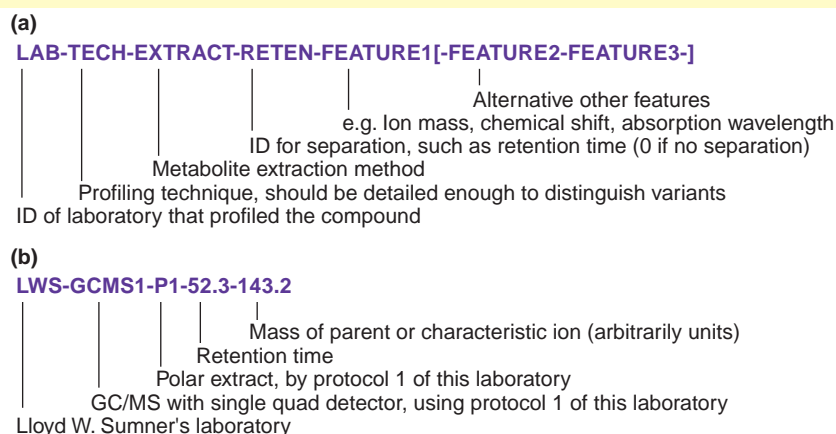 (a)
LAB-TECH-EXTRACT-RETEN-FEATURE1[-FEATURE2-FEATURE3-]
Alternative other features
e.g. Ion mass, chemical shift, absorption wavelength
ID for separation, such as retention time (0 if no separation)
Metabolite extraction method
Profiling technique, should be detailed enough to distinguish variants
ID of laboratory that profiled the compound
(b)
LWS-GCMS1-P1-52.3-143.2
Mass of parent or characteristic ion (arbitrarily units)
Retention time
Polar extract, by protocol 1 of this laboratory
GC/MS with single quad detector, using protocol 1 of this laboratory
Lloyd W. Sumner's laboratory